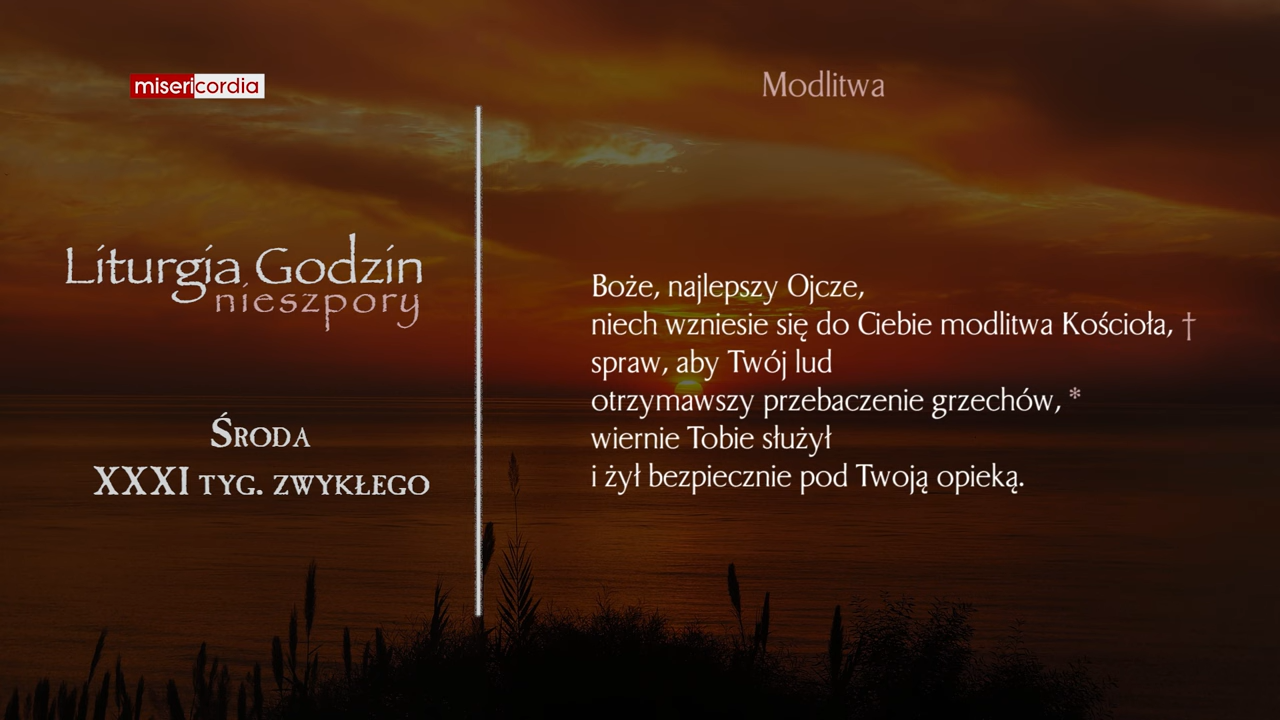 misericordia
Modlitwa
Liturgia Godzin
nieszpory
Środa
XXXI tyg. zwykłego
Boże, najlepszy Ojcze,
niech wzniesie się do Ciebie modlitwa Kościoła, †
spraw, aby Twój lud
otrzymawszy przebaczenie grzechów, *
wiernie Tobie służył
i żył bezpiecznie pod Twoją opieką.